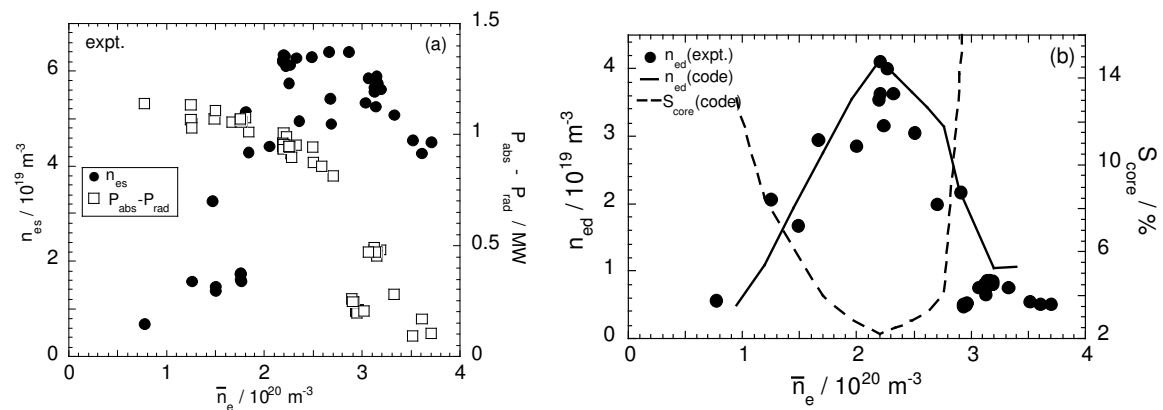 expt.
(a)
n_es
P_abs-P_rad
0
2
4
6
n_es / 10^19 m^-3
0
0.5
1
1.5
P_abs - P_rad / MW
0
1
2
3
4
n̅_e / 10^20 m^-3
(b)
n_ed(expt.)
n_ed(code)
S_core(code)
0
1
2
3
4
n_ed / 10^19 m^-3
2
6
10
14
S_core / %
0
1
2
3
4
n̅_e / 10^20 m^-3